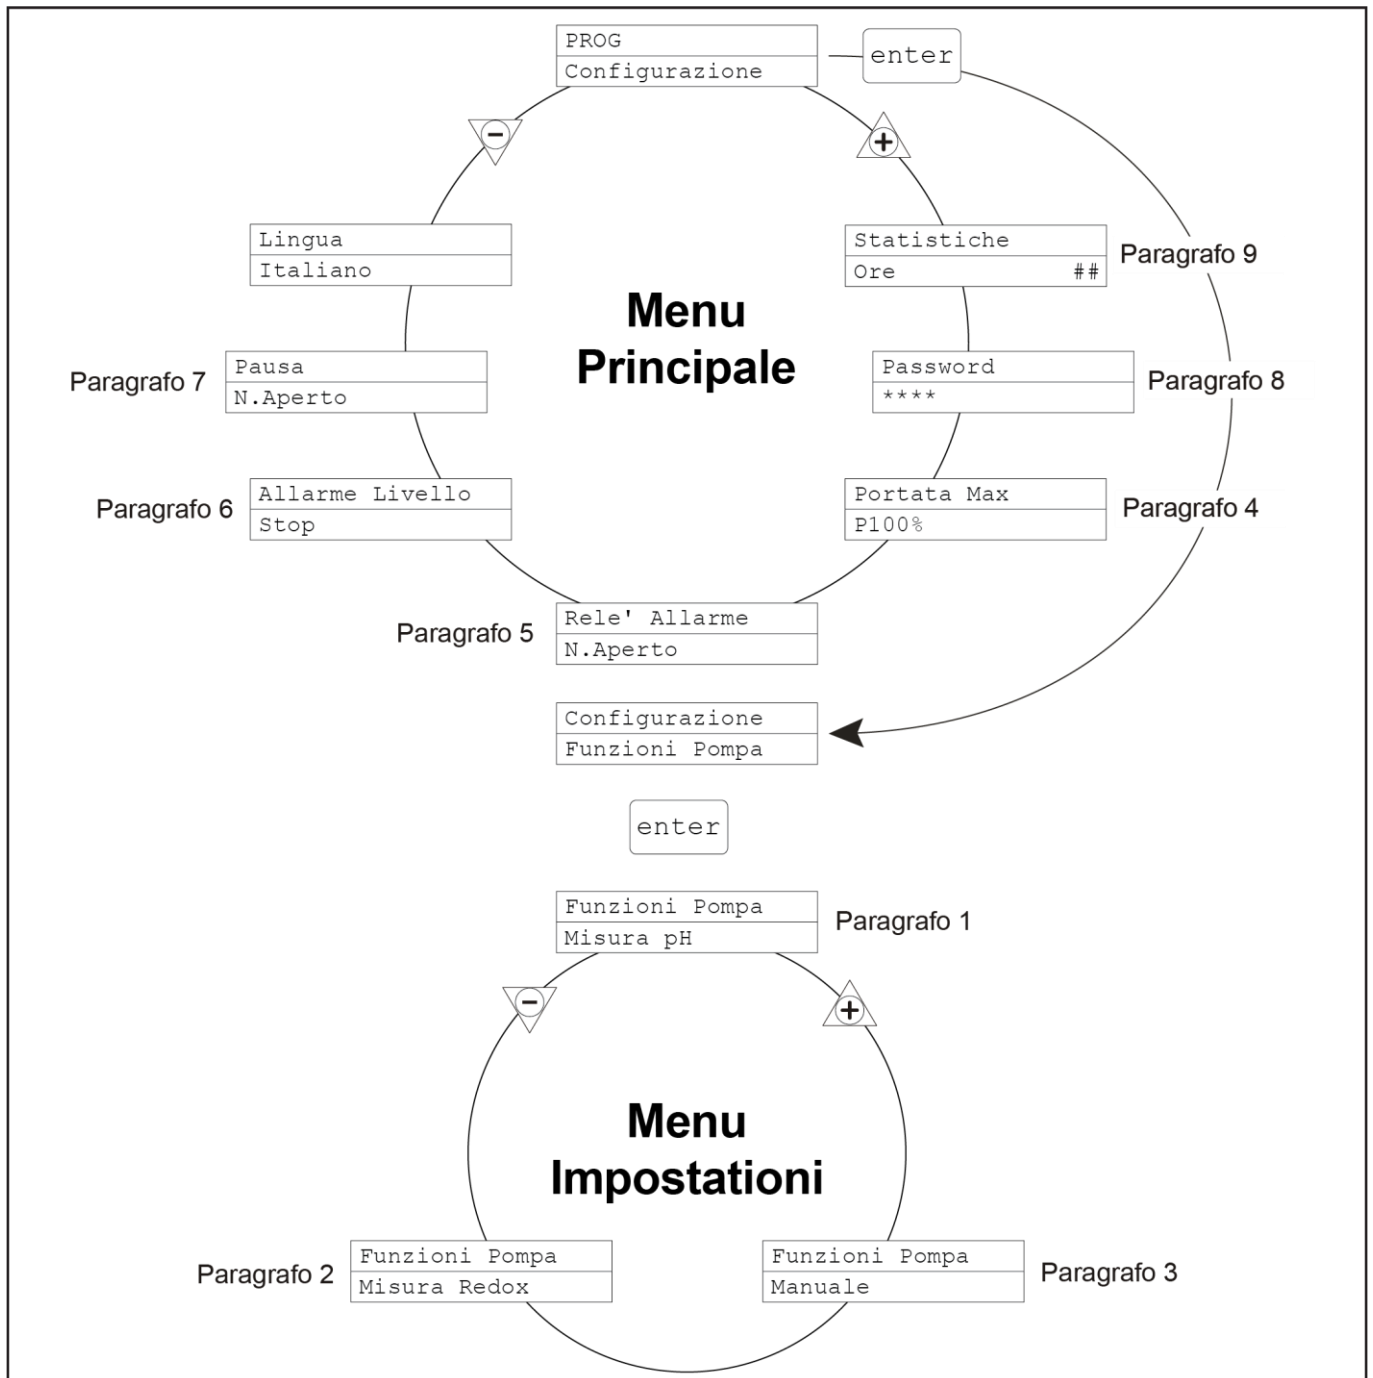 PROG
Configurazione
enter
-
+
Lingua
Italiano
Statistiche
Ore ##
Paragrafo 9
Menu
Principale
Paragrafo 7
Pausa
N.Aperto
Password
****
Paragrafo 8
Paragrafo 6
Allarme Livello
Stop
Portata Max
P100%
Paragrafo 4
Paragrafo 5
Rele' Allarme
N.Aperto
Configurazione
Funzioni Pompa
enter
Funzioni Pompa
Misura pH
Paragrafo 1
-
+
Menu
Impostationi
Paragrafo 2
Funzioni Pompa
Misura Redox
Funzioni Pompa
Manuale
Paragrafo 3